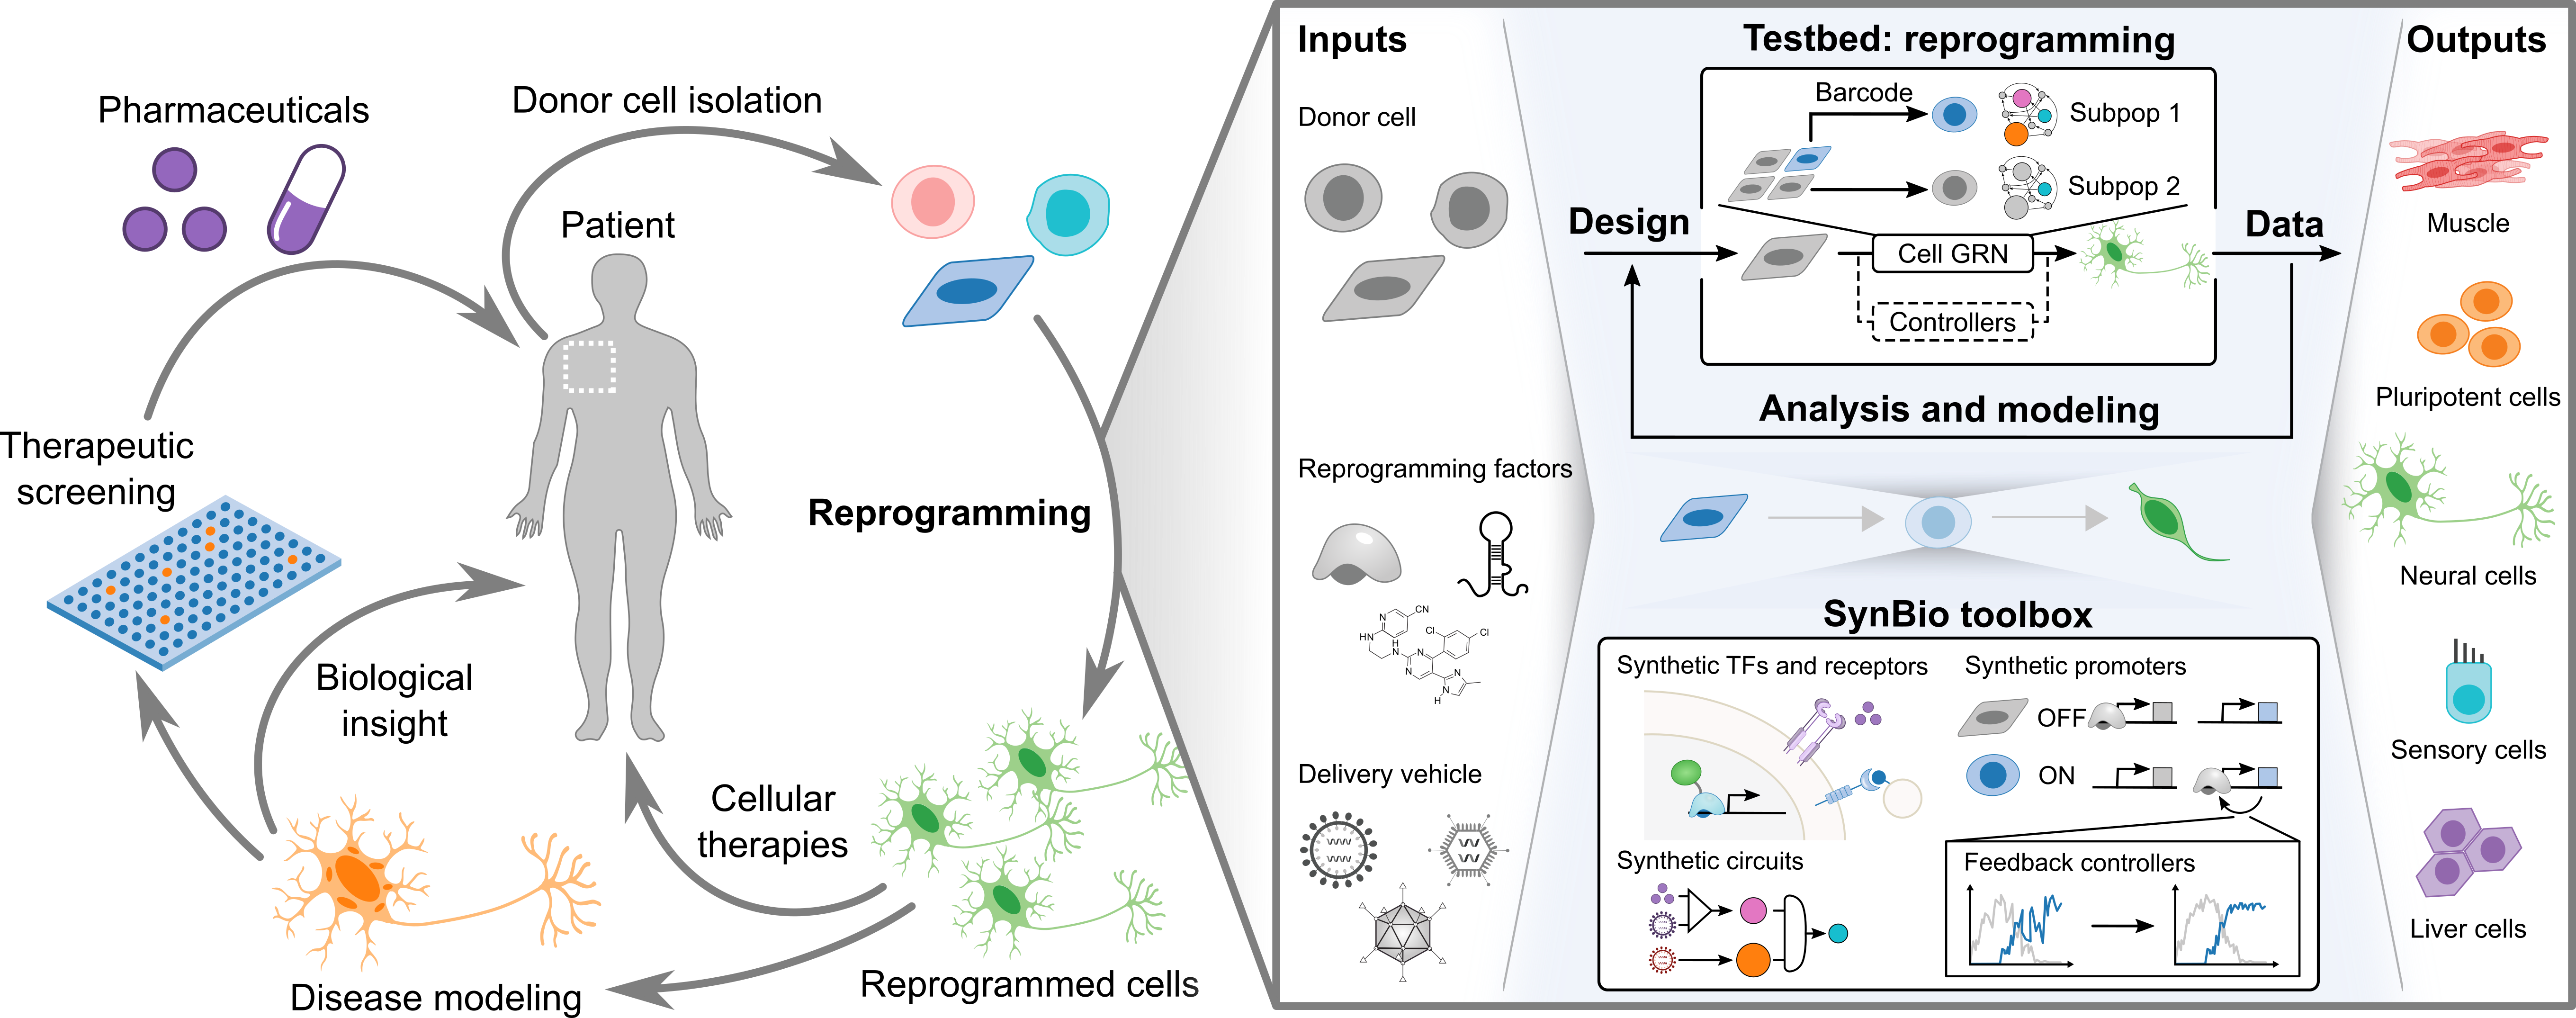 Pharmaceuticals
Donor cell isolation
Patient
Therapeutic
screening
Reprogramming
Biological
insight
Cellular
therapies
Disease modeling
Reprogrammed cells
Inputs
Donor cell
Reprogramming factors
CN
N
HN
H
N
N
N
Cl
Cl
N
N
H
Delivery vehicle
Testbed: reprogramming
Barcode
Subpop 1
Subpop 2
Design
Cell GRN
Controllers
Data
Analysis and modeling
SynBio toolbox
Synthetic TFs and receptors
Synthetic promoters
OFF
ON
Synthetic circuits
Feedback controllers
Outputs
Muscle
Pluripotent cells
Neural cells
Sensory cells
Liver cells